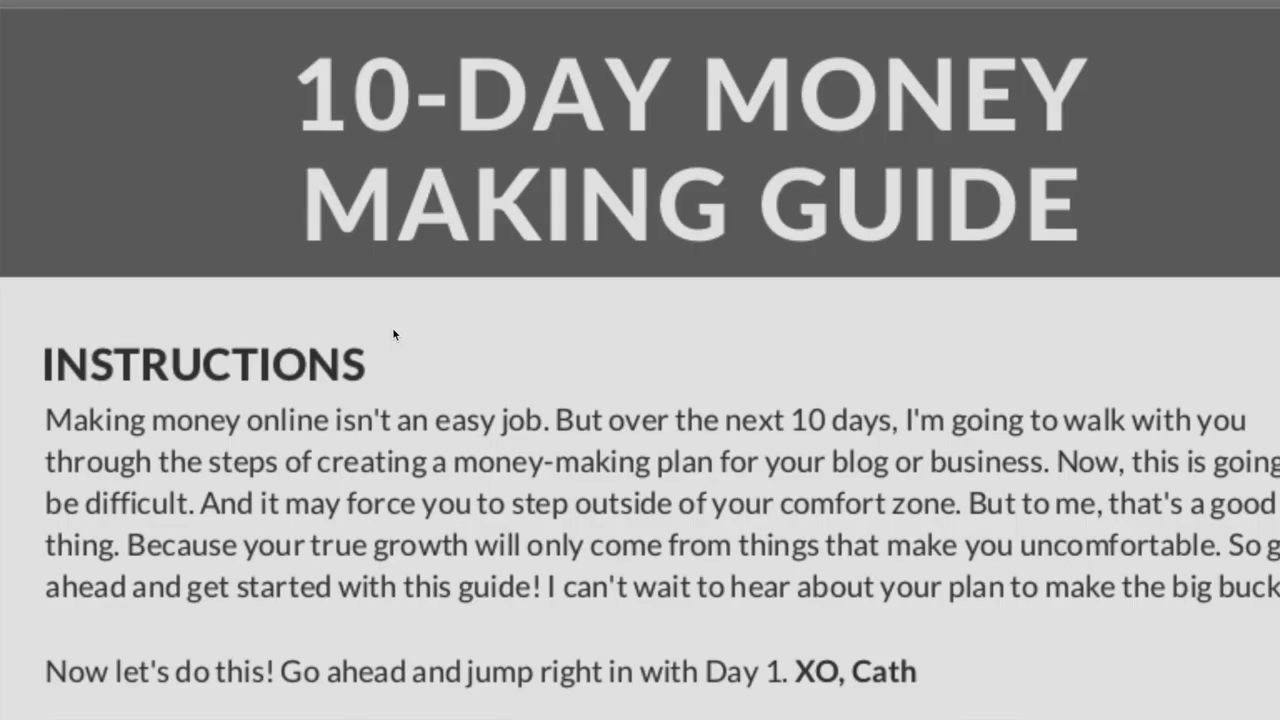 10-DAY MONEY
MAKING GUIDE
INSTRUCTIONS
Making money online isn't an easy job. But over the next 10 days, I'm going to walk with you
through the steps of creating a money-making plan for your blog or business. Now, this is going
be difficult. And it may force you to step outside of your comfort zone. But to me, that's a good
thing. Because your true growth will only come from things that make you uncomfortable. So
ahead and get started with this guide! I can't wait to hear about your plan to make the big buck
Now let's do this! Go ahead and jump right in with Day 1. XO, Cath